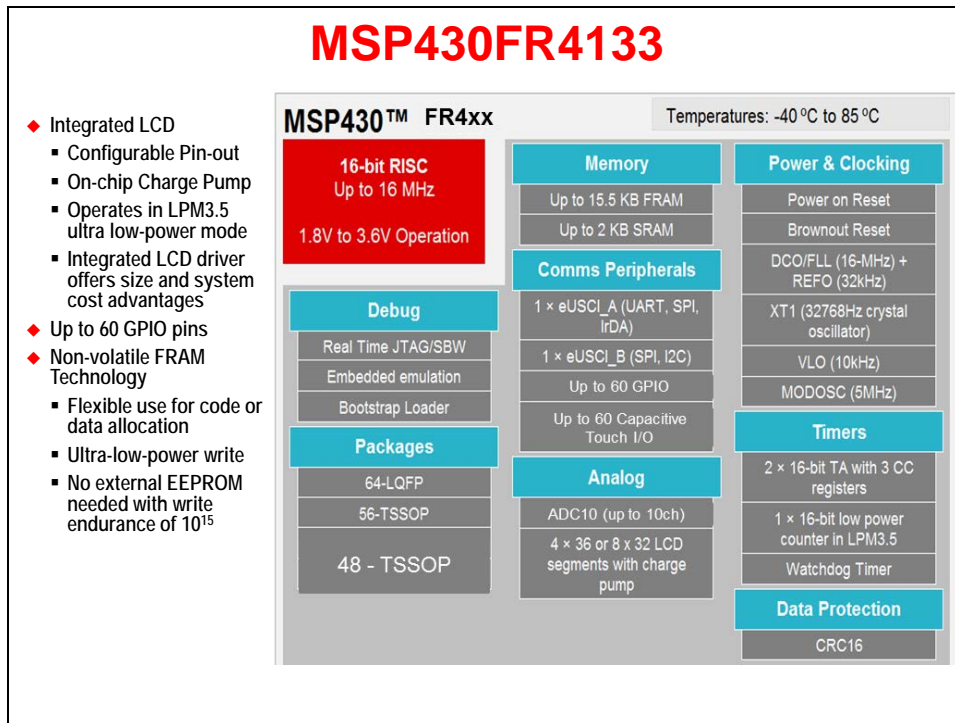 MSP430FR4133
◆ Integrated LCD
▪ Configurable Pin-out
▪ On-chip Charge Pump
▪ Operates in LPM3.5
ultra low-power mode
▪ Integrated LCD driver
offers size and system
cost advantages
◆ Up to 60 GPIO pins
◆ Non-volatile FRAM
Technology
▪ Flexible use for code or
data allocation
▪ Ultra-low-power write
▪ No external EEPROM
needed with write
endurance of 10¹⁵
MSP430™ FR4xx
Temperatures: -40 ⁰C to 85 ⁰C
16-bit RISC
Up to 16 MHz
1.8V to 3.6V Operation
Debug
Real Time JTAG/SBW
Embedded emulation
Bootstrap Loader
Packages
64-LQFP
56-TSSOP
48 - TSSOP
Memory
Up to 15.5 KB FRAM
Up to 2 KB SRAM
Comms Peripherals
1 × eUSCI_A (UART, SPI,
IrDA)
1 × eUSCI_B (SPI, I2C)
Up to 60 GPIO
Up to 60 Capacitive
Touch I/O
Analog
ADC10 (up to 10ch)
4 × 36 or 8 x 32 LCD
segments with charge
pump
Power & Clocking
Power on Reset
Brownout Reset
DCO/FLL (16-MHz) +
REFO (32kHz)
XT1 (32768Hz crystal
oscillator)
VLO (10kHz)
MODOSC (5MHz)
Timers
2 × 16-bit TA with 3 CC
registers
1 × 16-bit low power
counter in LPM3.5
Watchdog Timer
Data Protection
CRC16